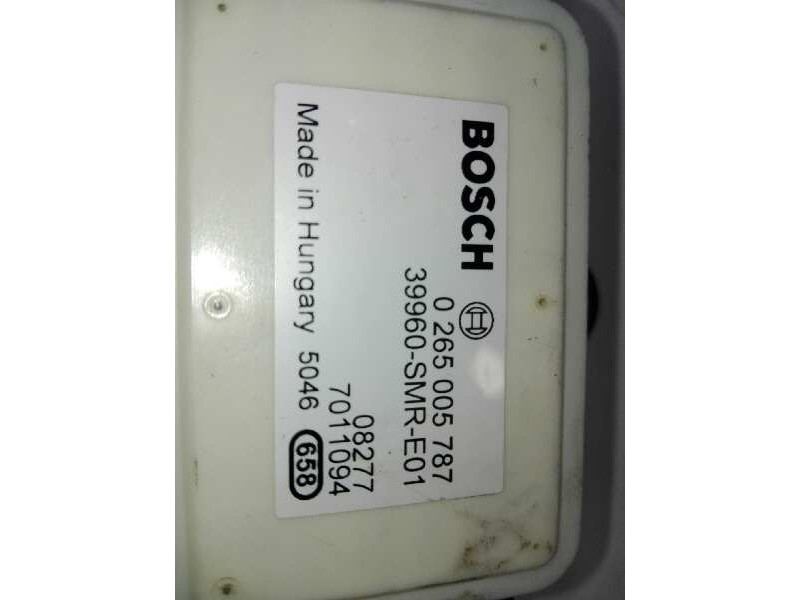 BOSCH
0 265 005 787
39960-SMR-E01
08277
7011094
Made in Hungary 5046 658